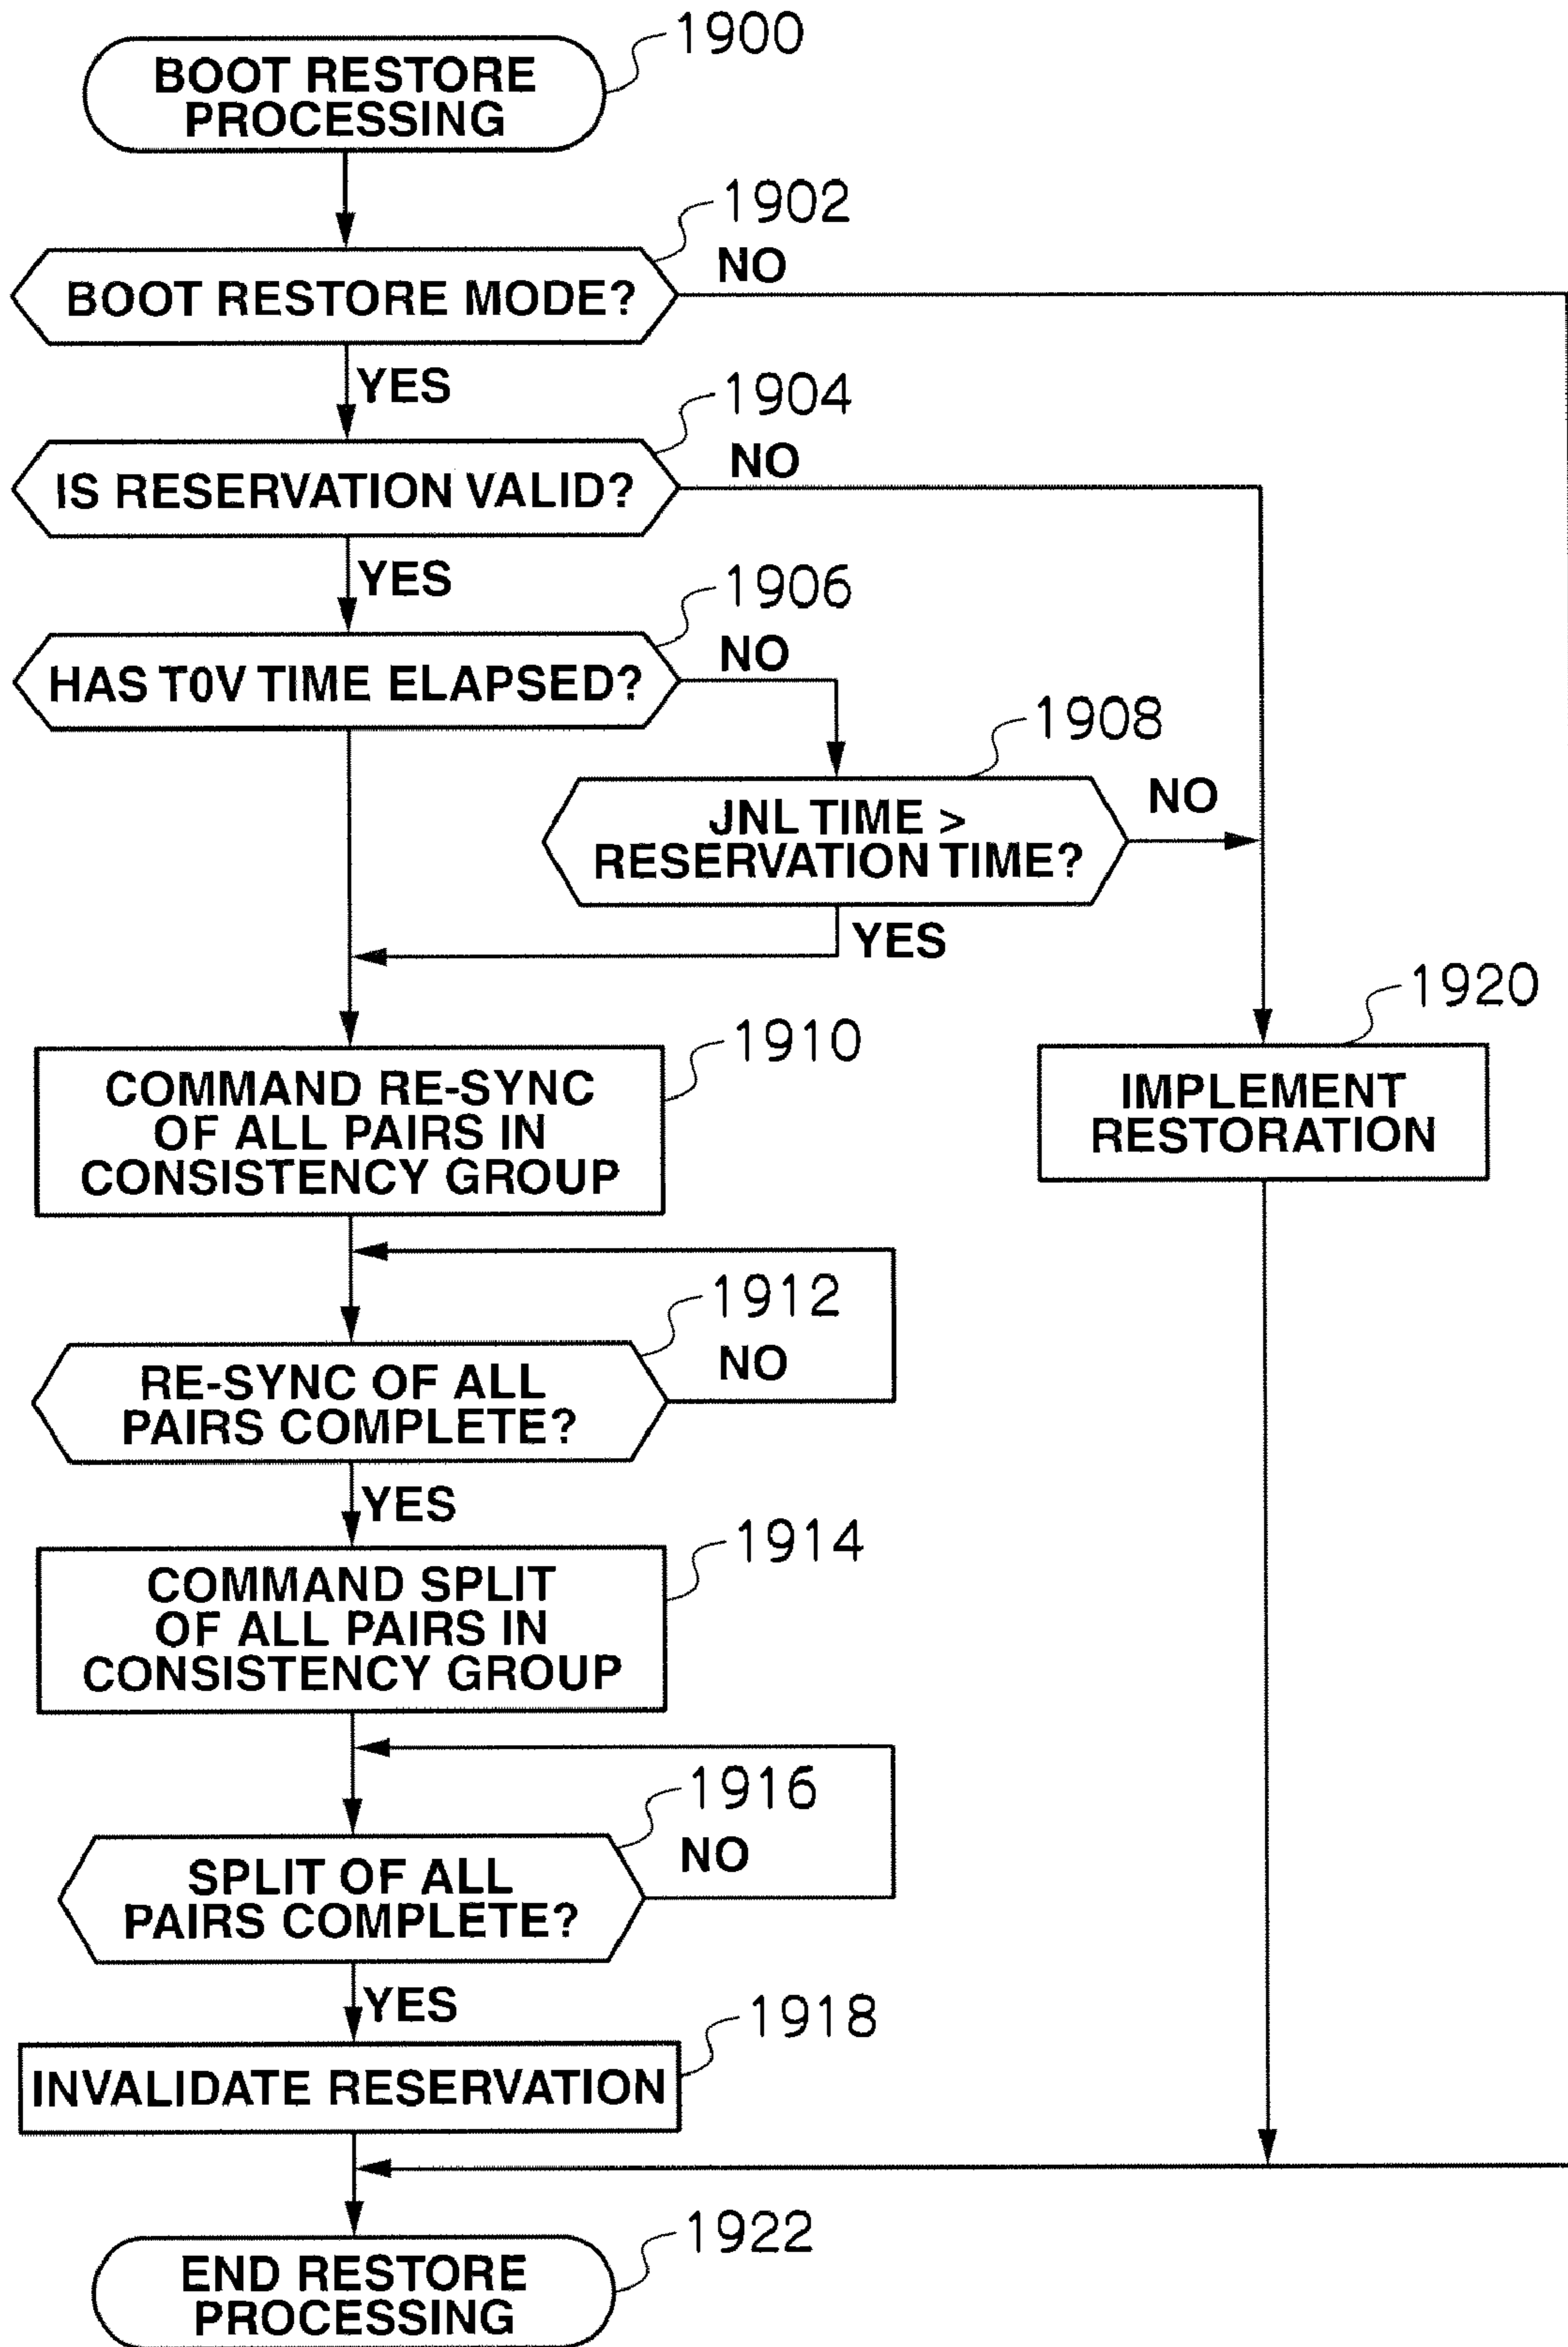 1900
BOOT RESTORE
PROCESSING
1902
BOOT RESTORE MODE?
NO
YES
1904
IS RESERVATION VALID?
NO
YES
1906
HAS T0V TIME ELAPSED?
NO
1908
JNL TIME >
RESERVATION TIME?
NO
YES
1910
COMMAND RE-SYNC
OF ALL PAIRS IN
CONSISTENCY GROUP
1920
IMPLEMENT
RESTORATION
1912
RE-SYNC OF ALL
PAIRS COMPLETE?
NO
YES
1914
COMMAND SPLIT
OF ALL PAIRS IN
CONSISTENCY GROUP
1916
SPLIT OF ALL
PAIRS COMPLETE?
NO
YES
1918
INVALIDATE RESERVATION
1922
END RESTORE
PROCESSING